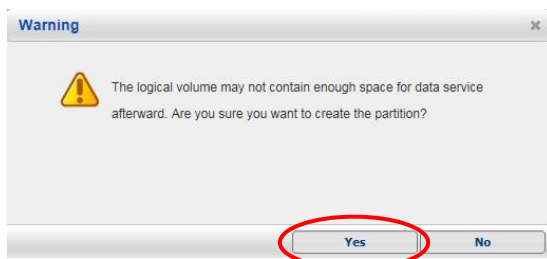 Warning
The logical volume may not contain enough space for data service
afterward. Are you sure you want to create the partition?
Yes
No